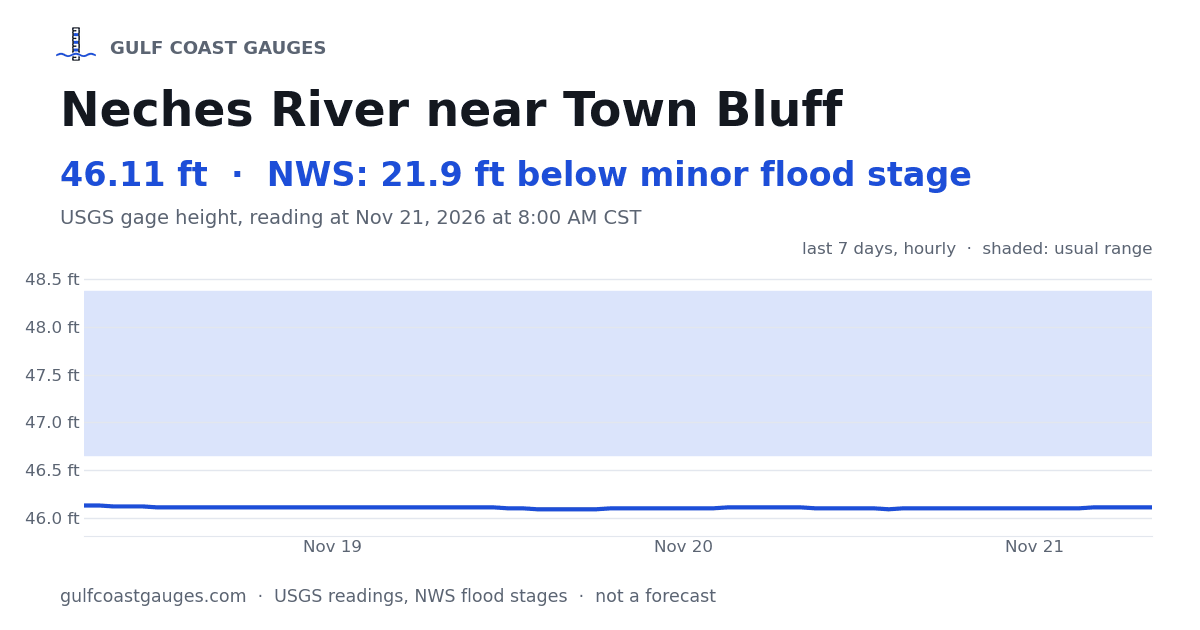 GULF COAST GAUGES
Neches River near Town Bluff
46.11 ft · NWS: 21.9 ft below minor flood stage
USGS gage height, reading at Nov 21, 2026 at 8:00 AM CST
last 7 days, hourly · shaded: usual range
48.5 ft
48.0 ft
47.5 ft
47.0 ft
46.5 ft
46.0 ft
Nov 19 Nov 20 Nov 21
gulfcoastgauges.com · USGS readings, NWS flood stages · not a forecast